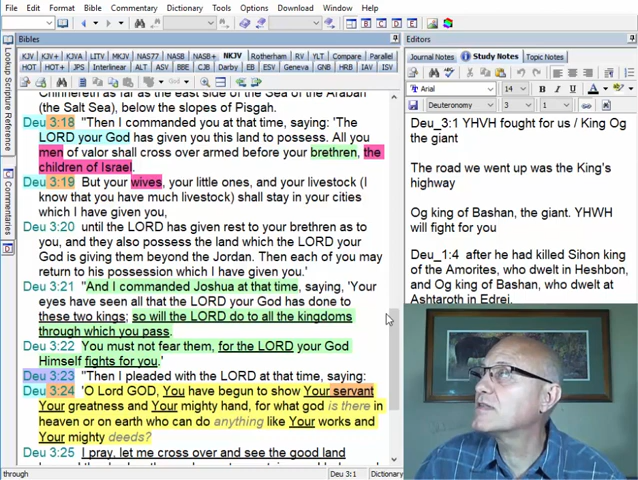 File Edit View Bibles Commentary Dictionary Tools Options Download Window Help
Bibles
Editors
KJV KJV+ KJVA LITV MKJV NAS77 NASB NASB+ NKJV Rotherham RV YLT Compare Parallel
HOT HOT+ JPS Interlinear ALT AMP ASV BBE CJB Darby EB ESV Geneva GNB HRB IAV ISV
Journal Notes Study Notes Topic Notes
Arial 14 B I U
Deuteronomy 3 1
Lookup Scripture Reference
Commentaries
(the Salt Sea), below the slopes of Pisgah.
Deu 3:18 "Then I commanded you at that time, saying: 'The
LORD your God has given you this land to possess. All you
men of valor shall cross over armed before your brethren, the
children of Israel.
Deu 3:19 But your wives, your little ones, and your livestock (I
know that you have much livestock) shall stay in your cities
which I have given you,
Deu 3:20 until the LORD has given rest to your brethren as to
you, and they also possess the land which the LORD your
God is giving them beyond the Jordan. Then each of you may
return to his possession which I have given you.'
Deu 3:21 "And I commanded Joshua at that time, saying, 'Your
eyes have seen all that the LORD your God has done to
these two kings; so will the LORD do to all the kingdoms
through which you pass.
Deu 3:22 You must not fear them, for the LORD your God
Himself fights for you.'
Deu 3:23 "Then I pleaded with the LORD at that time, saying:
Deu 3:24 'O Lord GOD, You have begun to show Your servant
Your greatness and Your mighty hand, for what god is there in
heaven or on earth who can do anything like Your works and
Your mighty deeds?
Deu 3:25 I pray, let me cross over and see the good land
Deu_3:1 YHVH fought for us / King Og
the giant
The road we went up was the King's
highway
Og king of Bashan, the giant. YHWH
will fight for you
Deu_1:4 after he had killed Sihon king
of the Amorites, who dwelt in Heshbon,
and Og king of Bashan, who dwelt at
Ashtaroth in Edrei.
through
CJB
Dictionary